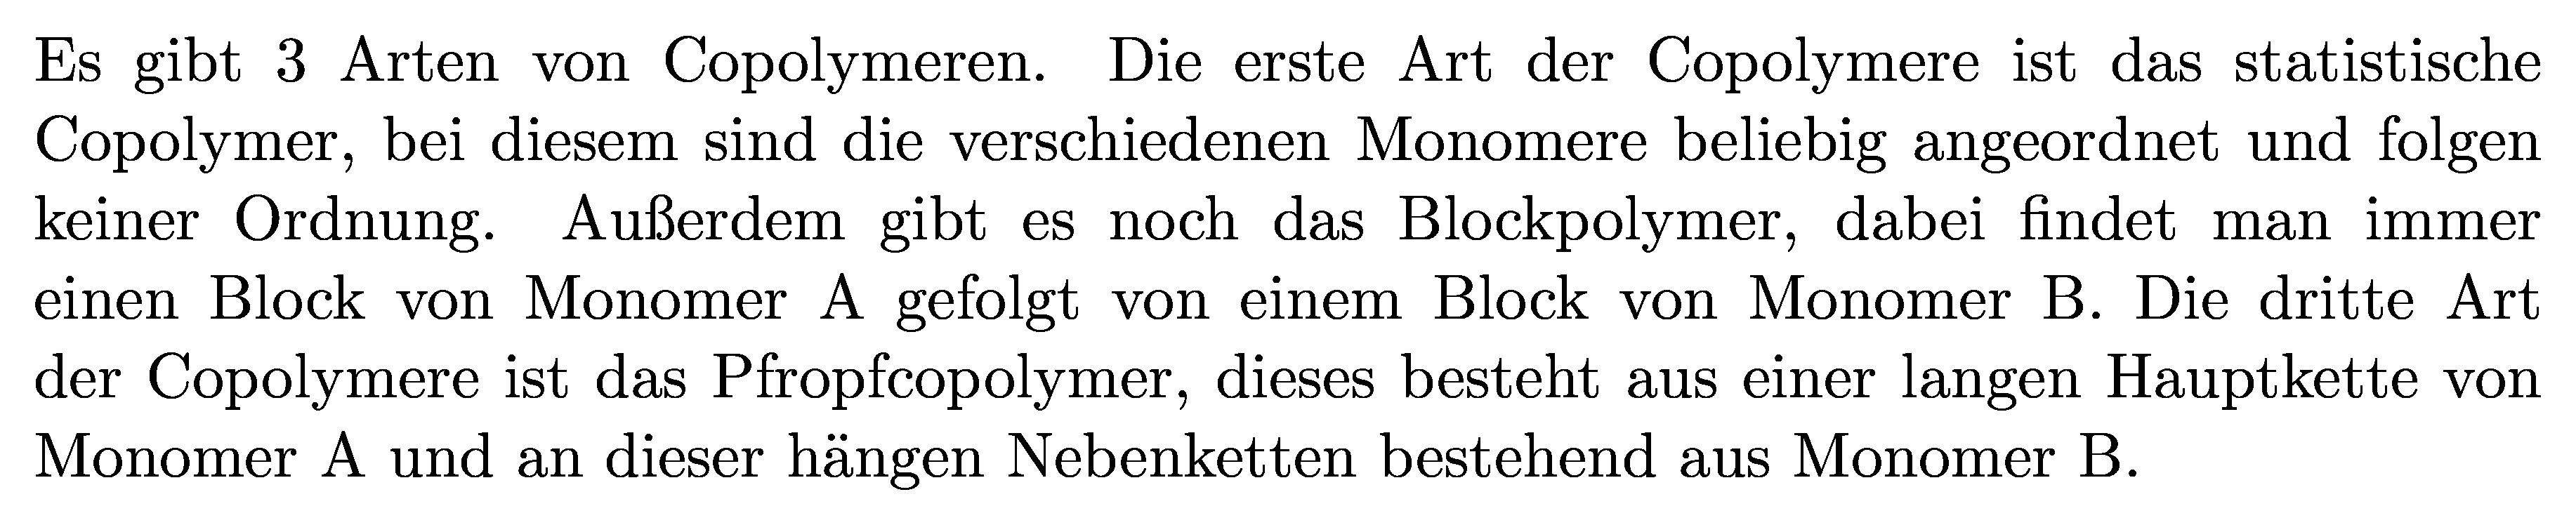 Es gibt 3 Arten von Copolymeren. Die erste Art der Copolymere ist das statistische
Copolymer, bei diesem sind die verschiedenen Monomere beliebig angeordnet und folgen
keiner Ordnung. Außerdem gibt es noch das Blockpolymer, dabei findet man immer
einen Block von Monomer A gefolgt von einem Block von Monomer B. Die dritte Art
der Copolymere ist das Pfropfcopolymer, dieses besteht aus einer langen Hauptkette von
Monomer A und an dieser hängen Nebenketten bestehend aus Monomer B.